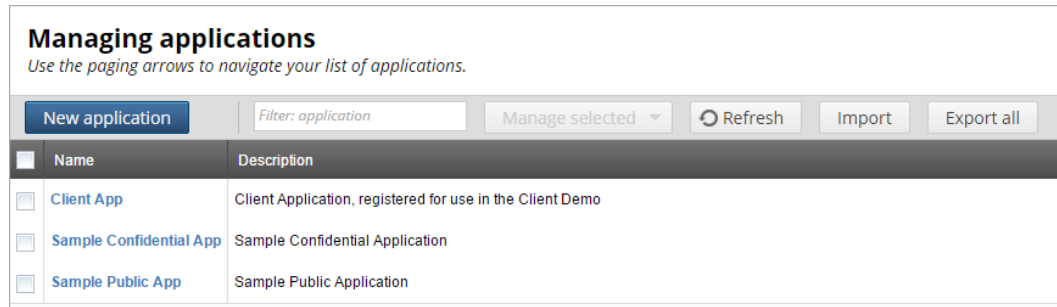 Managing applications
Use the paging arrows to navigate your list of applications.
New application Filter: application Manage selected Refresh Import Export all
Name Description
Client App Client Application, registered for use in the Client Demo
Sample Confidential App Sample Confidential Application
Sample Public App Sample Public Application